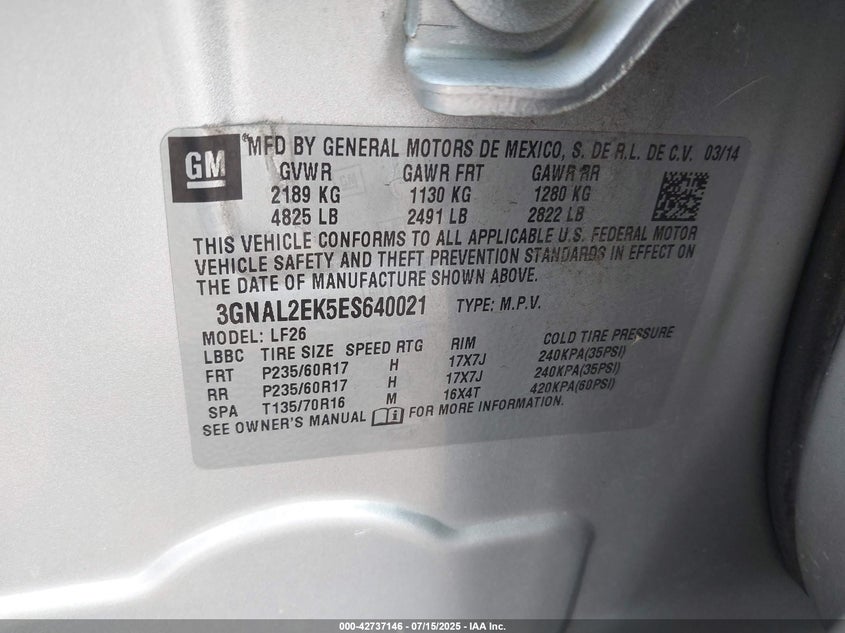 GM
MFD BY GENERAL MOTORS DE MEXICO, S. DE R.L. DE C.V. 03/14
GVWR GAWR FRT GAWR RR
2189 KG 1130 KG 1280 KG
4825 LB 2491 LB 2822 LB
THIS VEHICLE CONFORMS TO ALL APPLICABLE U.S. FEDERAL MOTOR
VEHICLE SAFETY AND THEFT PREVENTION STANDARDS IN EFFECT ON
THE DATE OF MANUFACTURE SHOWN ABOVE.
3GNAL2EK5ES640021 TYPE: M.P.V.
MODEL: LF26
LBBC TIRE SIZE SPEED RTG RIM COLD TIRE PRESSURE
FRT P235/60R17 H 17X7J 240KPA(35PSI)
RR P235/60R17 H 17X7J 240KPA(35PSI)
SPA T135/70R16 M 16X4T 420KPA(60PSI)
SEE OWNER'S MANUAL i FOR MORE INFORMATION.
000-42737146 - 07/15/2025 - IAA Inc.